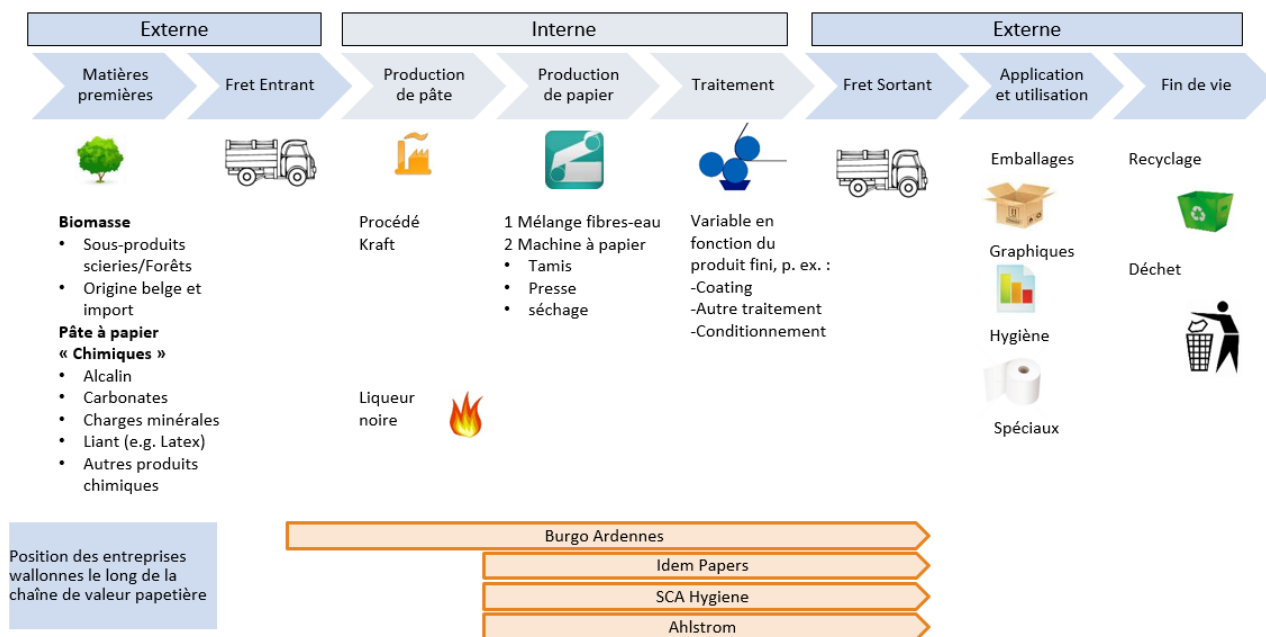 Externe
Interne
Externe
Matières
premières
Fret Entrant
Production
de pâte
Production
de papier
Traitement
Fret Sortant
Application
et utilisation
Fin de vie
Biomasse
• Sous-produits
scieries/Forêts
• Origine belge et
import
Pâte à papier
« Chimiques »
• Alcalin
• Carbonates
• Charges minérales
• Liant (e.g. Latex)
• Autres produits
chimiques
Procédé
Kraft
Liqueur
noire
1 Mélange fibres-eau
2 Machine à papier
• Tamis
• Presse
• séchage
Variable en
fonction du
produit fini, p. ex. :
-Coating
-Autre traitement
-Conditionnement
Emballages
Graphiques
Hygiène
Spéciaux
Recyclage
Déchet
Position des entreprises
wallonnes le long de la
chaîne de valeur papetière
Burgo Ardennes
Idem Papers
SCA Hygiene
Ahlstrom